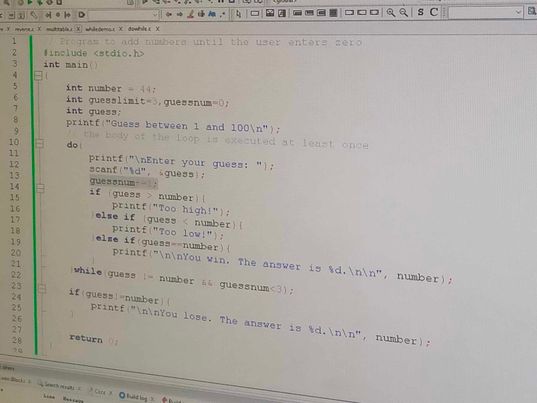 reverse.c X multtable.c X whiledemo.c X dowhile.c X
1 // Program to add numbers until the user enters zero
2 #include <stdio.h>
3 int main()
4 {
5 int number = 44;
6 int guesslimit=3,guessnum=0;
7 int guess;
8 printf("Guess between 1 and 100\n");
9 // the body of the loop is executed at least once
10 do{
11 printf("\nEnter your guess: ");
12 scanf("%d", &guess);
13
14 if (guess > number){
15 printf("Too high!");
16 }else if (guess < number){
17 printf("Too low!");
18 }else if(guess==number){
19 printf("\n\nYou win. The answer is %d.\n\n", number);
20 }
21 }while(guess != number && guessnum<3);
22
23 if(guess!=number){
24 printf("\n\nYou lose. The answer is %d.\n\n", number);
25 }
26
27
28 return 0;
29
Search results X Cccc X Build log X
Line Message